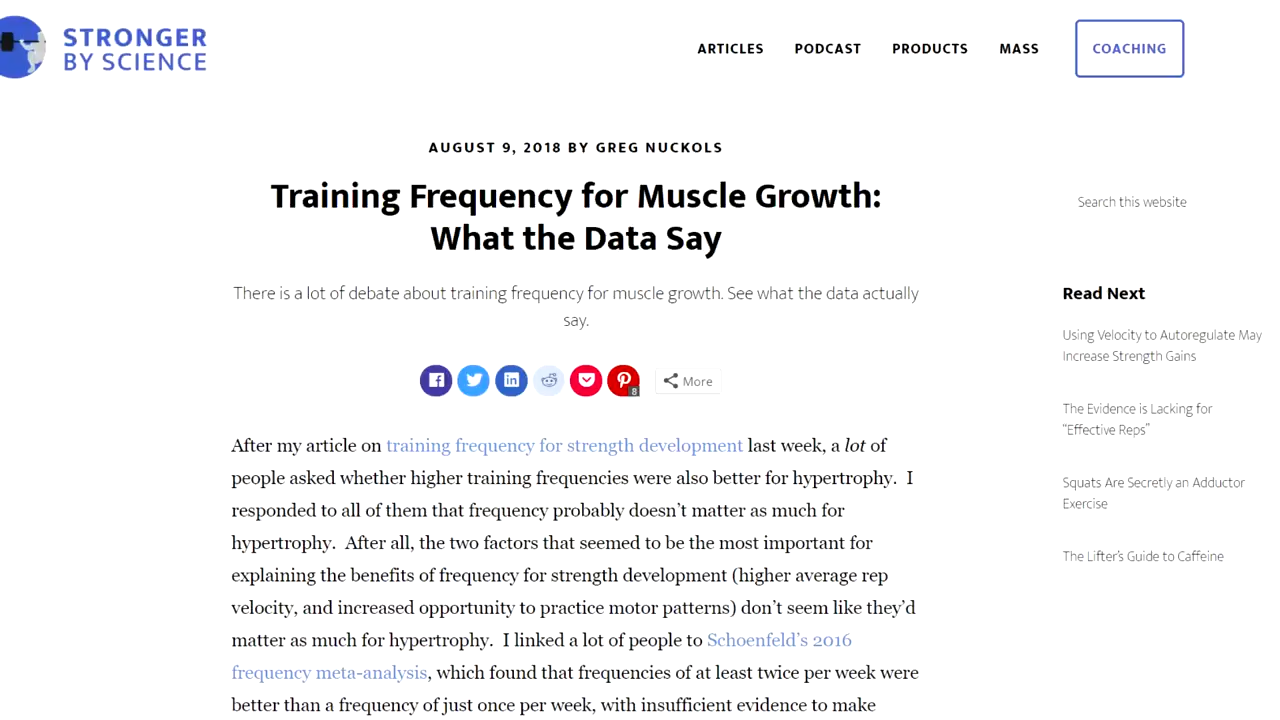 STRONGER
BY SCIENCE
ARTICLES PODCAST PRODUCTS MASS COACHING
AUGUST 9, 2018 BY GREG NUCKOLS
Training Frequency for Muscle Growth:
What the Data Say
There is a lot of debate about training frequency for muscle growth. See what the data actually
say.
8
More
After my article on training frequency for strength development last week, a lot of
people asked whether higher training frequencies were also better for hypertrophy. I
responded to all of them that frequency probably doesn’t matter as much for
hypertrophy. After all, the two factors that seemed to be the most important for
explaining the benefits of frequency for strength development (higher average rep
velocity, and increased opportunity to practice motor patterns) don’t seem like they’d
matter as much for hypertrophy. I linked a lot of people to Schoenfeld’s 2016
frequency meta-analysis, which found that frequencies of at least twice per week were
better than a frequency of just once per week, with insufficient evidence to make
Search this website
Read Next
Using Velocity to Autoregulate May
Increase Strength Gains
The Evidence is Lacking for
“Effective Reps”
Squats Are Secretly an Adductor
Exercise
The Lifter’s Guide to Caffeine